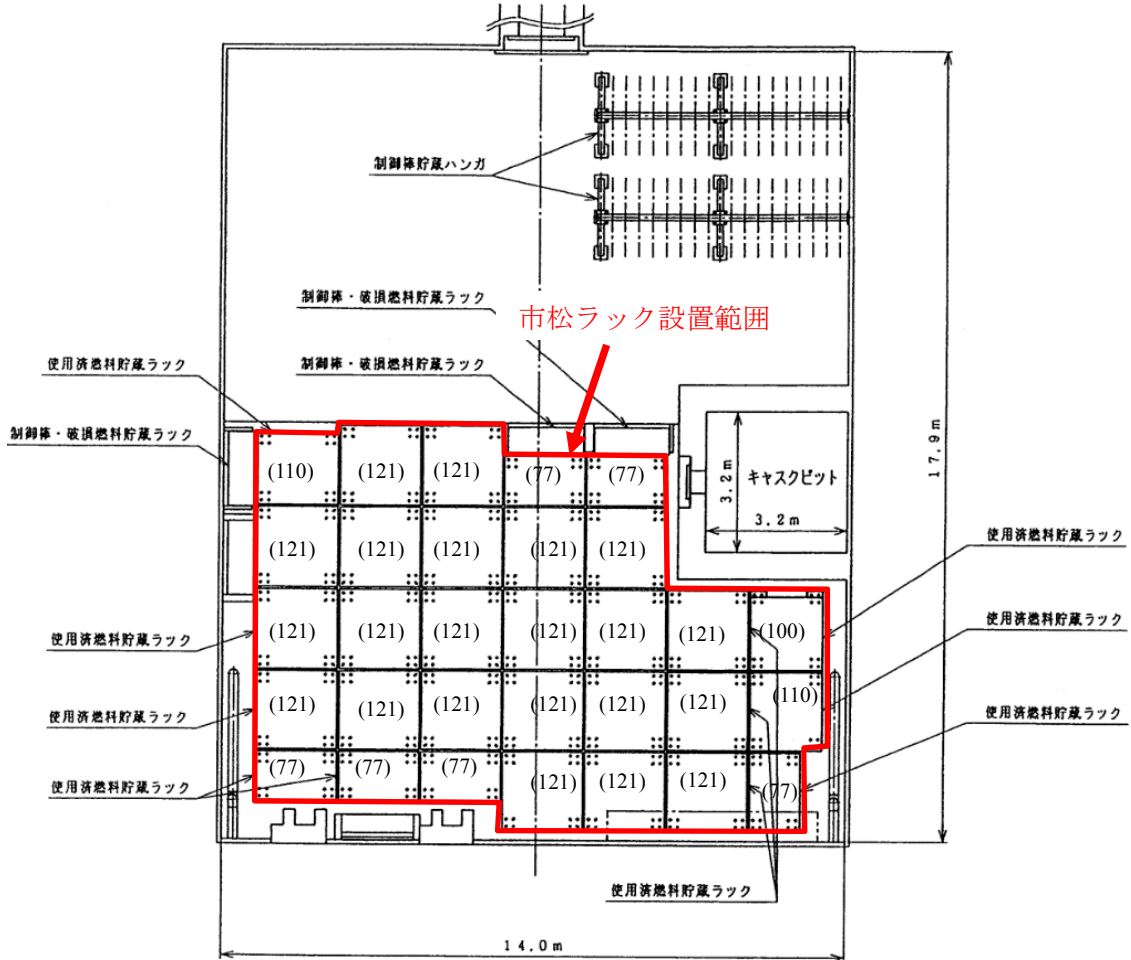 制御棒貯蔵ハンガ
17.9m
制御棒・破損燃料貯蔵ラック
市松ラック設置範囲
使用済燃料貯蔵ラック
制御棒・破損燃料貯蔵ラック
制御棒・破損燃料貯蔵ラック
(110)
(121)
(121)
(77)
(77)
3.2m
キャスクピット
3.2m
(121)
(121)
(121)
(121)
(121)
使用済燃料貯蔵ラック
使用済燃料貯蔵ラック
(121)
(121)
(121)
(121)
(121)
(121)
(100)
使用済燃料貯蔵ラック
使用済燃料貯蔵ラック
(121)
(121)
(121)
(121)
(121)
(121)
(110)
使用済燃料貯蔵ラック
使用済燃料貯蔵ラック
(77)
(77)
(77)
(121)
(121)
(121)
(77)
使用済燃料貯蔵ラック
14.0m